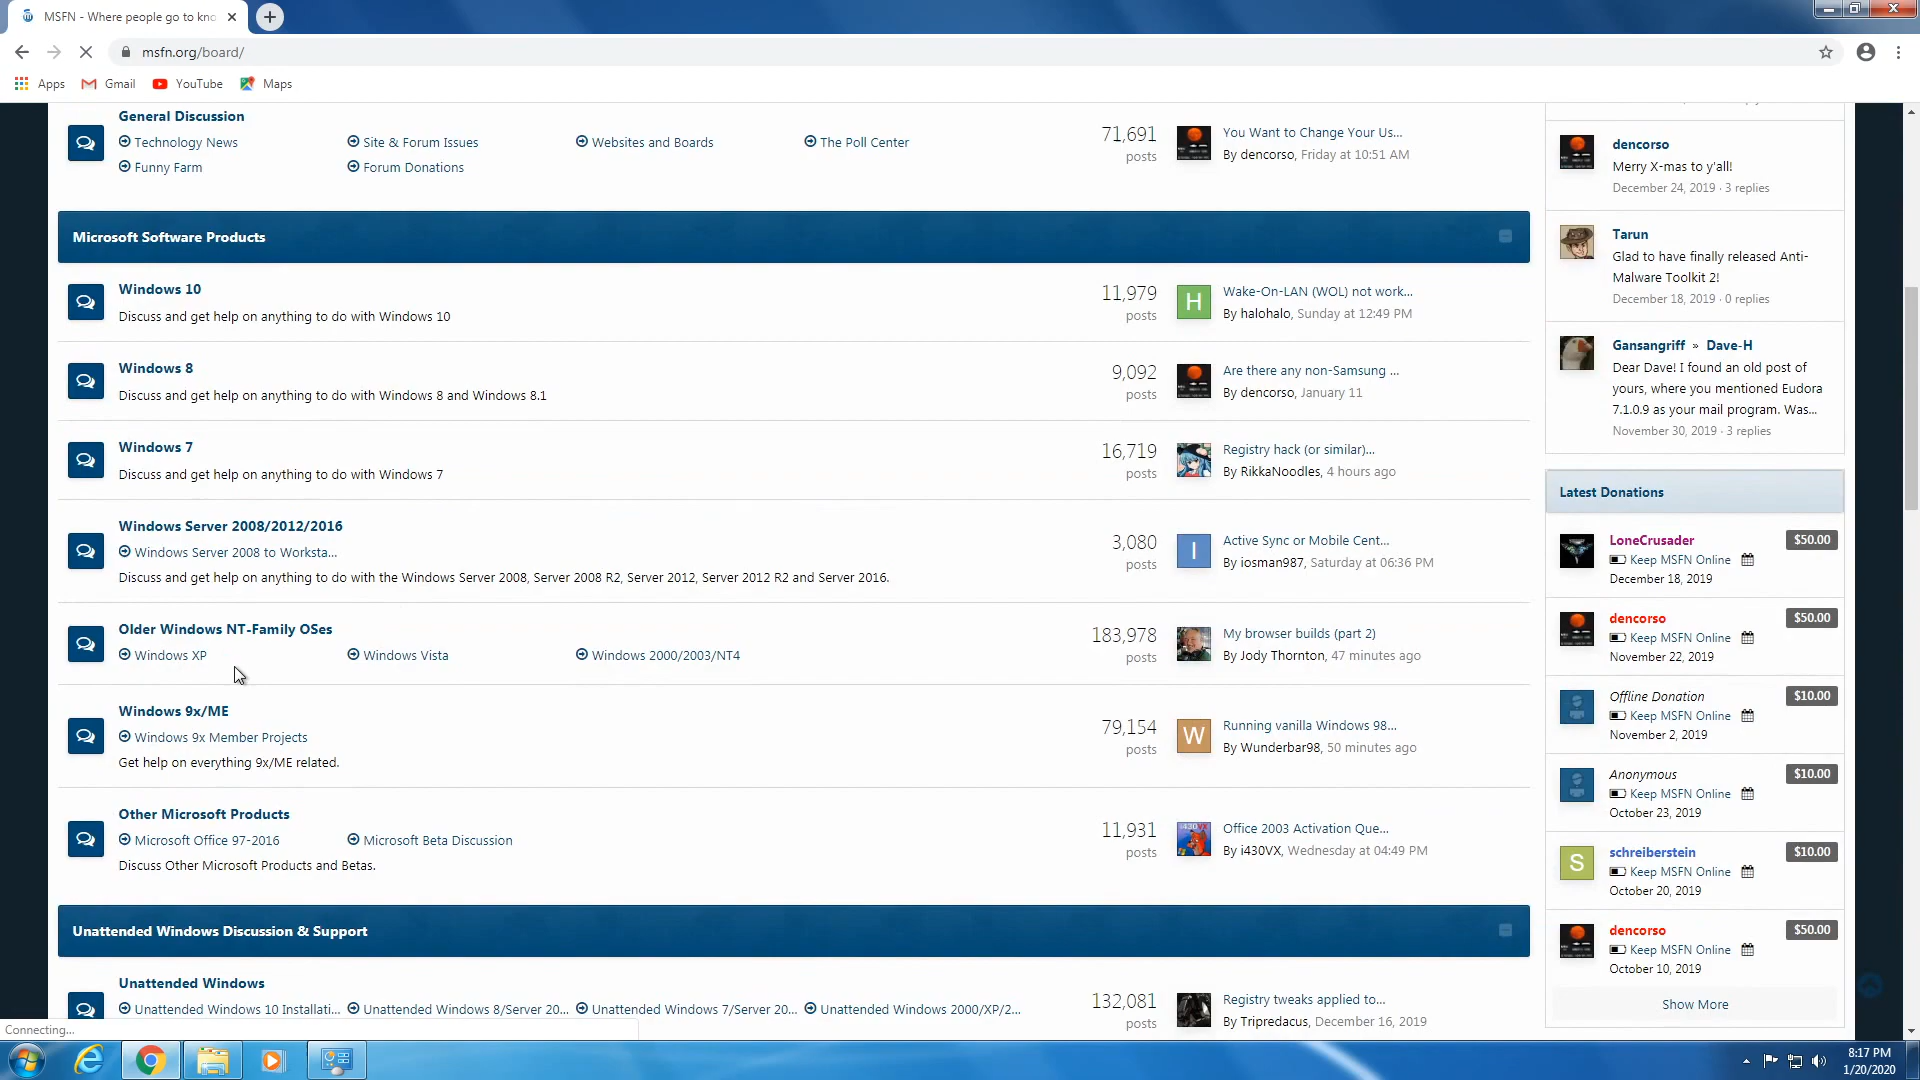 MSFN - Where people go to kno
msfn.org/board/
Apps
Gmail
YouTube
Maps
General Discussion
Technology News
Site & Forum Issues
Websites and Boards
The Poll Center
Funny Farm
Forum Donations
71,691
posts
You Want to Change Your Us...
By dencorso, Friday at 10:51 AM
Microsoft Software Products
Windows 10
Discuss and get help on anything to do with Windows 10
11,979
posts
H
Wake-On-LAN (WOL) not work...
By halohalo, Sunday at 12:49 PM
Windows 8
Discuss and get help on anything to do with Windows 8 and Windows 8.1
9,092
posts
Are there any non-Samsung ...
By dencorso, January 11
Windows 7
Discuss and get help on anything to do with Windows 7
16,719
posts
Registry hack (or similar)...
By RikkaNoodles, 4 hours ago
Windows Server 2008/2012/2016
Windows Server 2008 to Worksta...
Discuss and get help on anything to do with the Windows Server 2008, Server 2008 R2, Server 2012, Server 2012 R2 and Server 2016.
3,080
posts
I
Active Sync or Mobile Cent...
By iosman987, Saturday at 06:36 PM
Older Windows NT-Family OSes
Windows XP
Windows Vista
Windows 2000/2003/NT4
183,978
posts
My browser builds (part 2)
By Jody Thornton, 47 minutes ago
Windows 9x/ME
Windows 9x Member Projects
Get help on everything 9x/ME related.
79,154
posts
W
Running vanilla Windows 98...
By Wunderbar98, 50 minutes ago
Other Microsoft Products
Microsoft Office 97-2016
Microsoft Beta Discussion
Discuss Other Microsoft Products and Betas.
11,931
posts
Office 2003 Activation Que...
By i430VX, Wednesday at 04:49 PM
Unattended Windows Discussion & Support
Unattended Windows
Unattended Windows 10 Installati...
Unattended Windows 8/Server 20...
Unattended Windows 7/Server 20...
Unattended Windows 2000/XP/2...
132,081
posts
Registry tweaks applied to...
By Tripredacus, December 16, 2019
dencorso
Merry X-mas to y'all!
December 24, 2019 · 3 replies
Tarun
Glad to have finally released Anti-
Malware Toolkit 2!
December 18, 2019 · 0 replies
Gansangriff » Dave-H
Dear Dave! I found an old post of
yours, where you mentioned Eudora
7.1.0.9 as your mail program. Was...
November 30, 2019 · 3 replies
Latest Donations
LoneCrusader
$50.00
Keep MSFN Online
December 18, 2019
dencorso
$50.00
Keep MSFN Online
November 22, 2019
Offline Donation
$10.00
Keep MSFN Online
November 2, 2019
Anonymous
$10.00
Keep MSFN Online
October 23, 2019
S
schreiberstein
$10.00
Keep MSFN Online
October 20, 2019
dencorso
$50.00
Keep MSFN Online
October 10, 2019
Show More
Connecting...
8:17 PM
1/20/2020